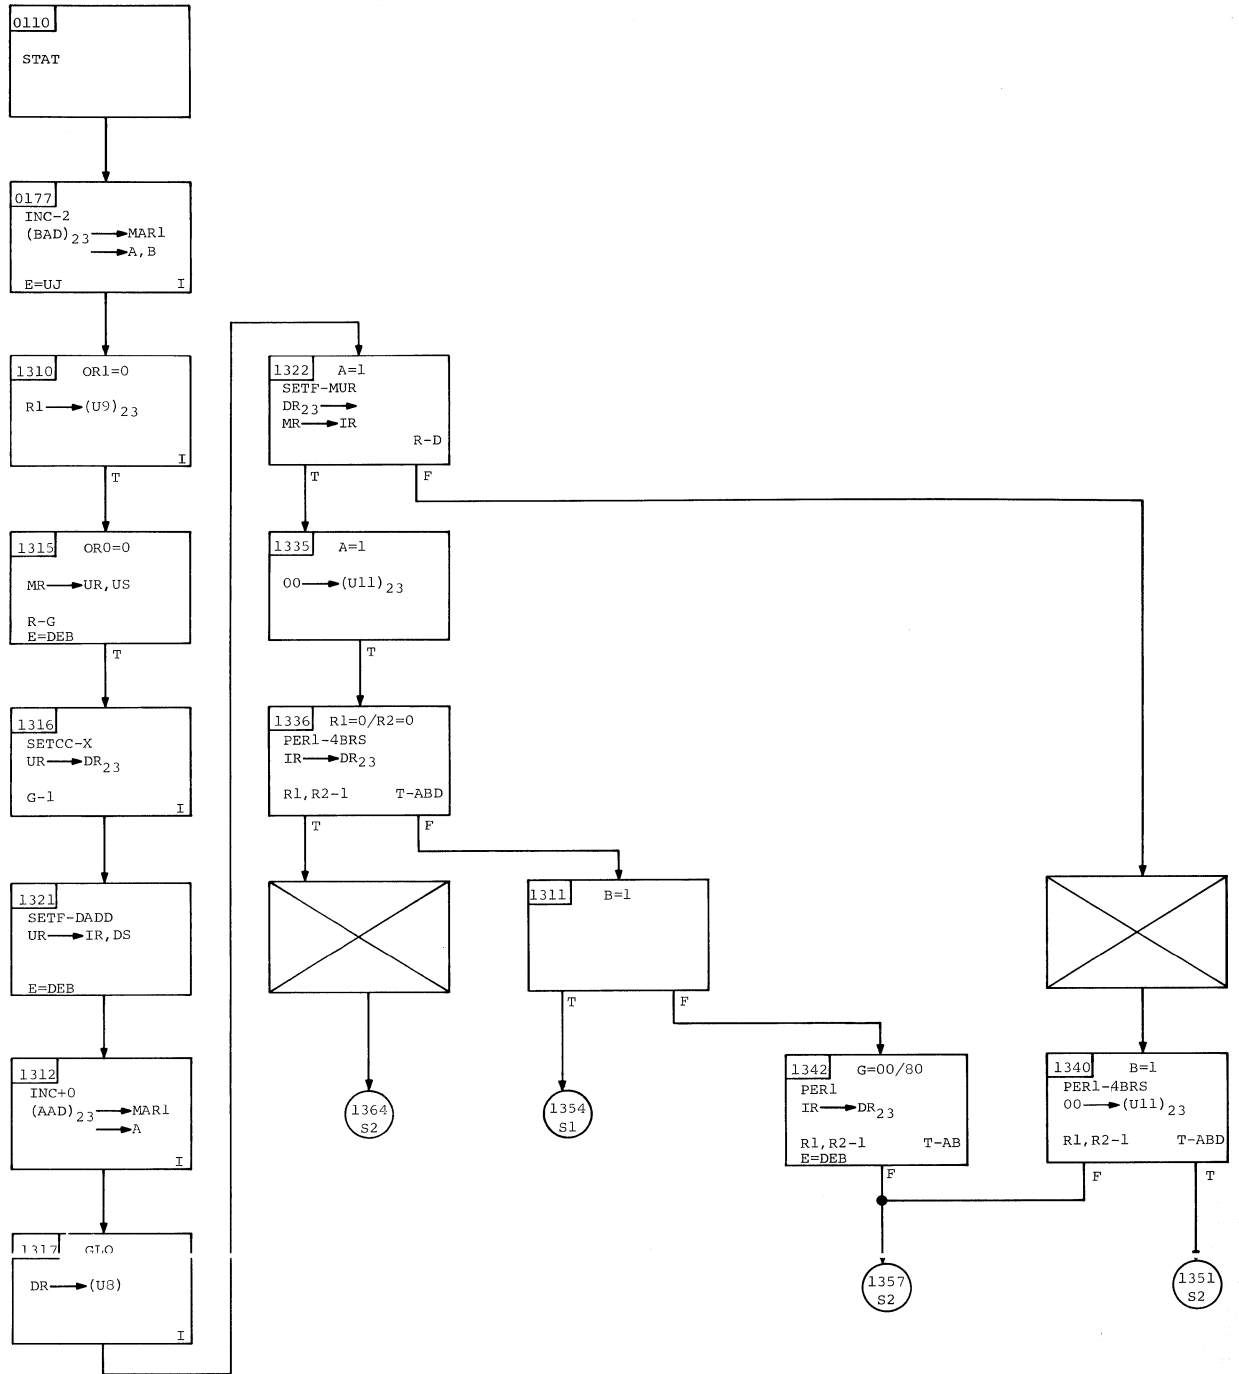 0110
STAT
0177
INC-2
(BAD)23 → MAR1
→ A,B
E=UJ I
1310 OR1=0
R1 → (U9)23
I
T
1315 OR0=0
MR → UR,US
R-G
E=DEB
T
1316
SETCC-X
UR → DR23
G-1 I
1321
SETF-DADD
UR → IR,DS
E=DEB
1312
INC+0
(AAD)23 → MAR1
→ A
I
1317 GLO
DR → (U8)
I
1322 A=1
SETF-MUR
DR23 →
MR → IR
R-D
T F
1335 A=1
00 → (U11)23
T
1336 R1=0/R2=0
PER1-4BRS
IR → DR23
R1,R2-1 T-ABD
T F
1364
S2
1311 B=1
T F
1354
S1
1342 G=00/80
PER1
IR → DR23
R1,R2-1 T-AB
E=DEB
F
1357
S2
1340 B=1
PER1-4BRS
00 → (U11)23
R1,R2-1 T-ABD
F T
1351
S2